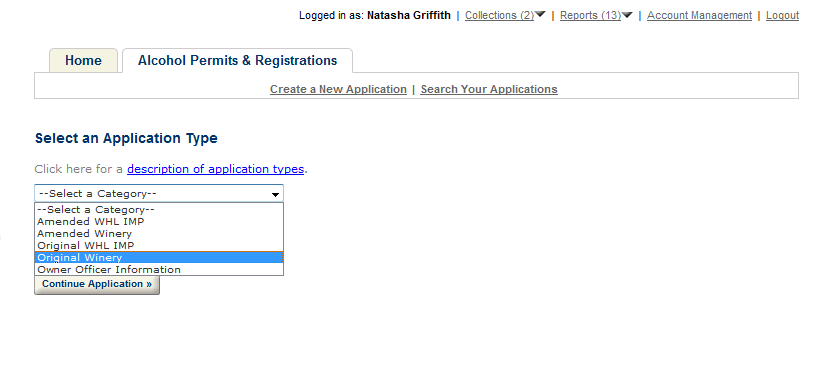 Logged in as: Natasha Griffith | Collections (2) | Reports (13) | Account Management | Logout
Home Alcohol Permits & Registrations
Create a New Application | Search Your Applications
Select an Application Type
Click here for a description of application types.
--Select a Category--
--Select a Category--
Amended WHL IMP
Amended Winery
Original WHL IMP
Original Winery
Owner Officer Information
Continue Application »